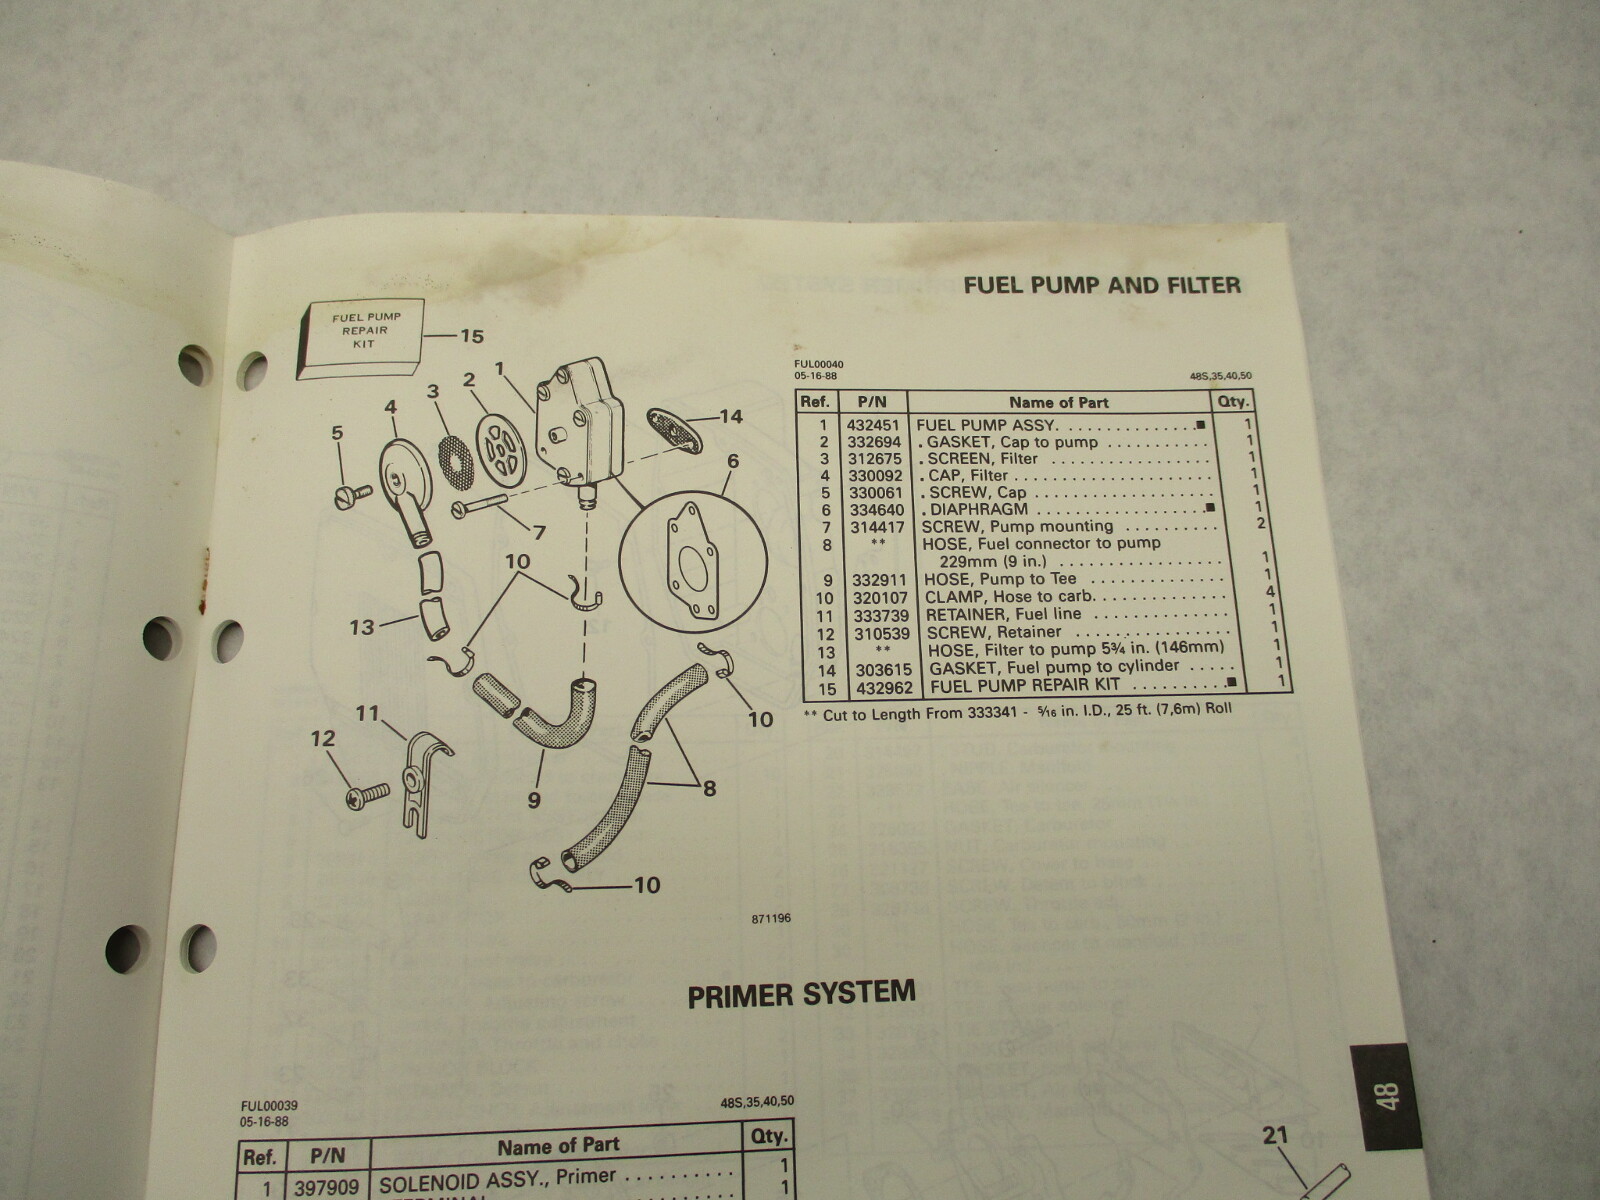 FUEL PUMP AND FILTER
FUEL PUMP
REPAIR
KIT
15
1
2
3
4
5
14
6
7
10
13
11
12
9
10
8
10
871196
FUL00040
05-16-88
48S,35,40,50
Ref. P/N Name of Part Qty.
1 432451 FUEL PUMP ASSY. . . . . . . . . . . . . . . ■ 1
2 332694 . GASKET, Cap to pump . . . . . . . . . . . 1
3 312675 . SCREEN, Filter . . . . . . . . . . . . . . . . . 1
4 330092 . CAP, Filter . . . . . . . . . . . . . . . . . . . . . 1
5 330061 . SCREW, Cap . . . . . . . . . . . . . . . . . . . 1
6 334640 . DIAPHRAGM . . . . . . . . . . . . . . . . . . ■ 1
7 314417 SCREW, Pump mounting . . . . . . . . . . 2
8 ** HOSE, Fuel connector to pump
229mm (9 in.) . . . . . . . . . . . . . . . . . . 1
9 332911 HOSE, Pump to Tee . . . . . . . . . . . . . . 1
10 320107 CLAMP, Hose to carb. . . . . . . . . . . . . . 4
11 333739 RETAINER, Fuel line . . . . . . . . . . . . . . 1
12 310539 SCREW, Retainer . . . . . . . . . . . . . . . . 1
13 ** HOSE, Filter to pump 5¾ in. (146mm) 1
14 303615 GASKET, Fuel pump to cylinder . . . . . 1
15 432962 FUEL PUMP REPAIR KIT . . . . . . . . . . ■ 1
** Cut to Length From 333341 - 5/16 in. I.D., 25 ft. (7,6m) Roll
PRIMER SYSTEM
48
FUL00039
05-16-88
48S,35,40,50
Ref. P/N Name of Part Qty.
1 397909 SOLENOID ASSY., Primer . . . . . . . . . . 1
TERMINAL 1
21